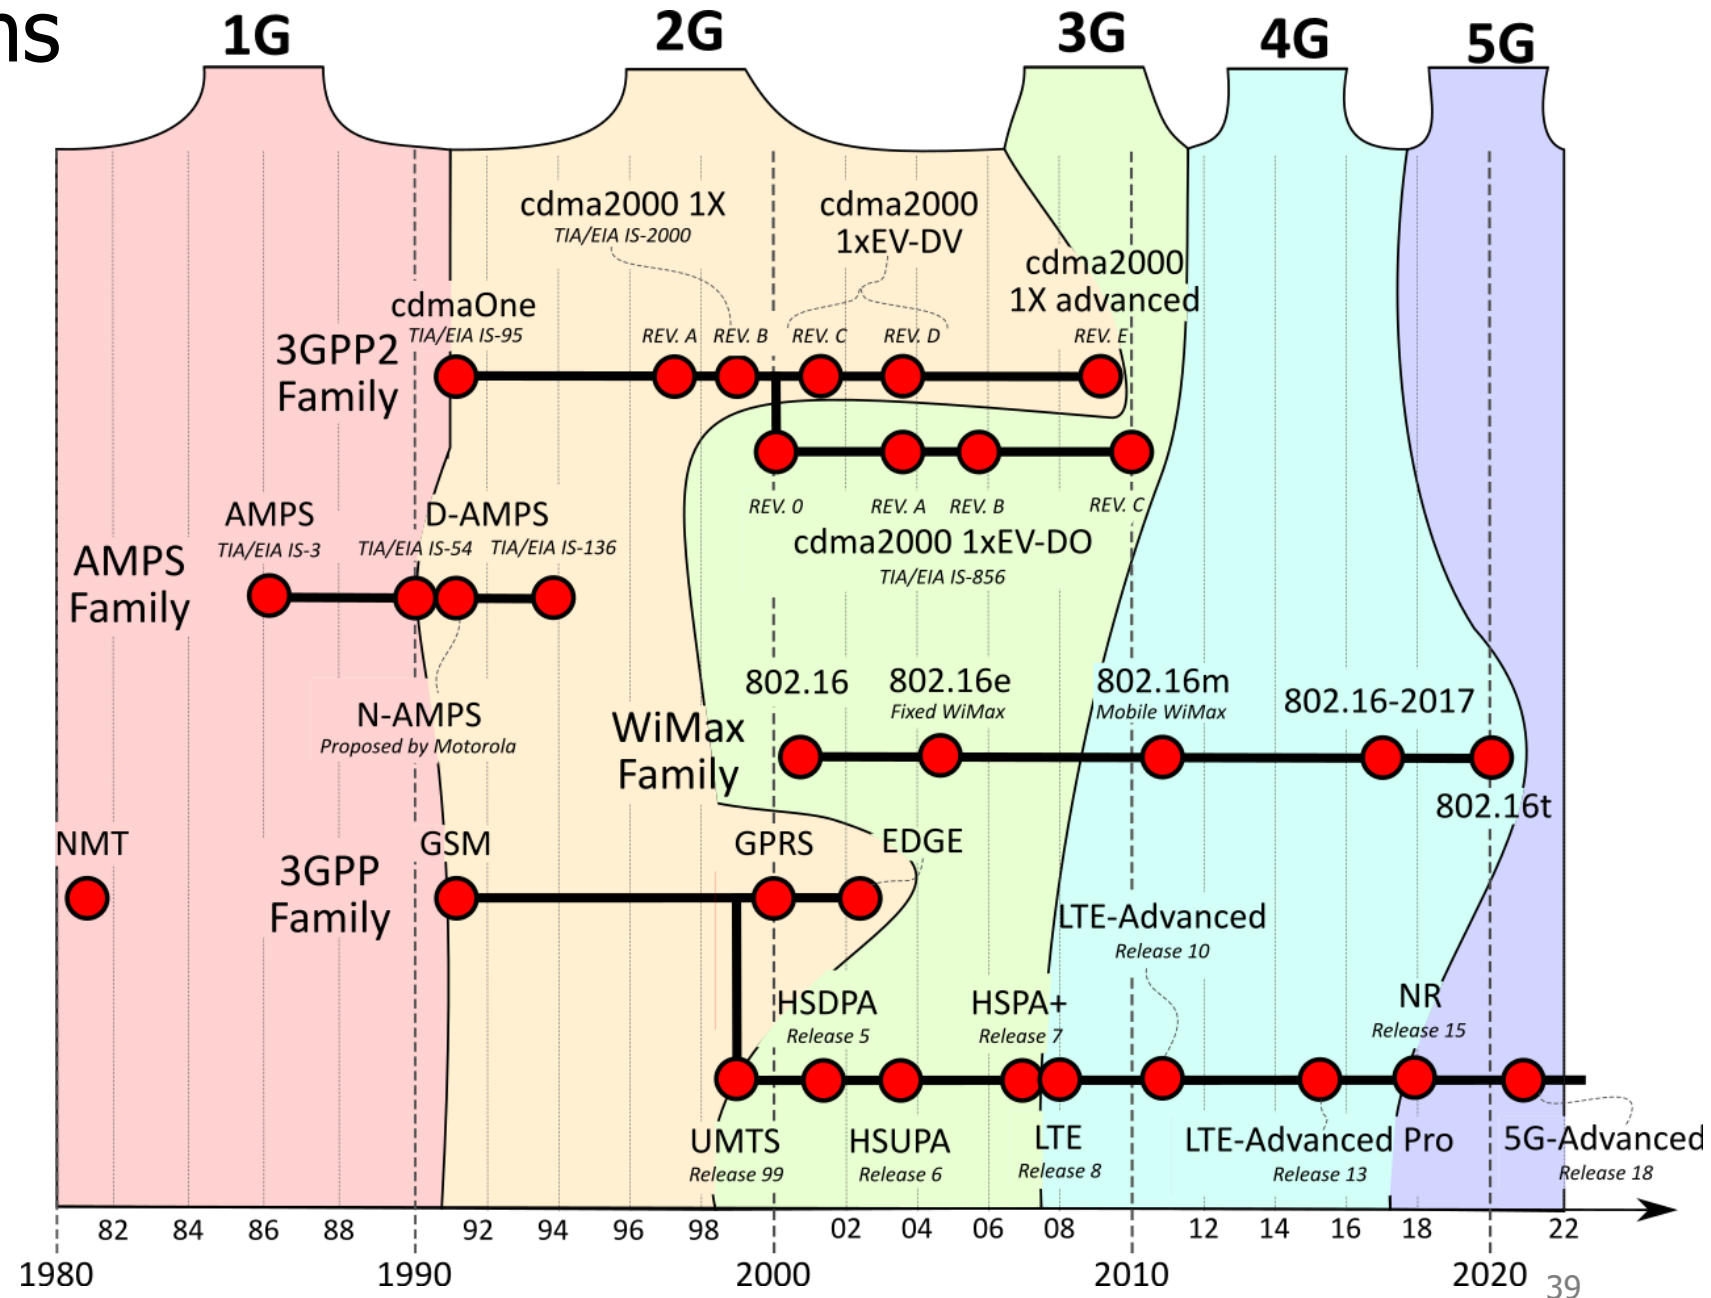 ns
1G
2G
3G
4G
5G
cdma2000 1X
TIA/EIA IS-2000
cdma2000
1xEV-DV
cdma2000
1X advanced
cdmaOne
TIA/EIA IS-95
3GPP2
Family
REV. A
REV. B
REV. C
REV. D
REV. E
REV. 0
REV. A
REV. B
REV. C
cdma2000 1xEV-DO
TIA/EIA IS-856
AMPS
TIA/EIA IS-3
D-AMPS
TIA/EIA IS-54
TIA/EIA IS-136
AMPS
Family
N-AMPS
Proposed by Motorola
802.16
802.16e
Fixed WiMax
802.16m
Mobile WiMax
802.16-2017
WiMax
Family
802.16t
NMT
GSM
GPRS
EDGE
3GPP
Family
LTE-Advanced
Release 10
HSDPA
Release 5
HSPA+
Release 7
NR
Release 15
UMTS
Release 99
HSUPA
Release 6
LTE
Release 8
LTE-Advanced Pro
Release 13
5G-Advanced
Release 18
82 84 86 88 92 94 96 98 02 04 06 08 12 14 16 18 22
1980 1990 2000 2010 2020
39